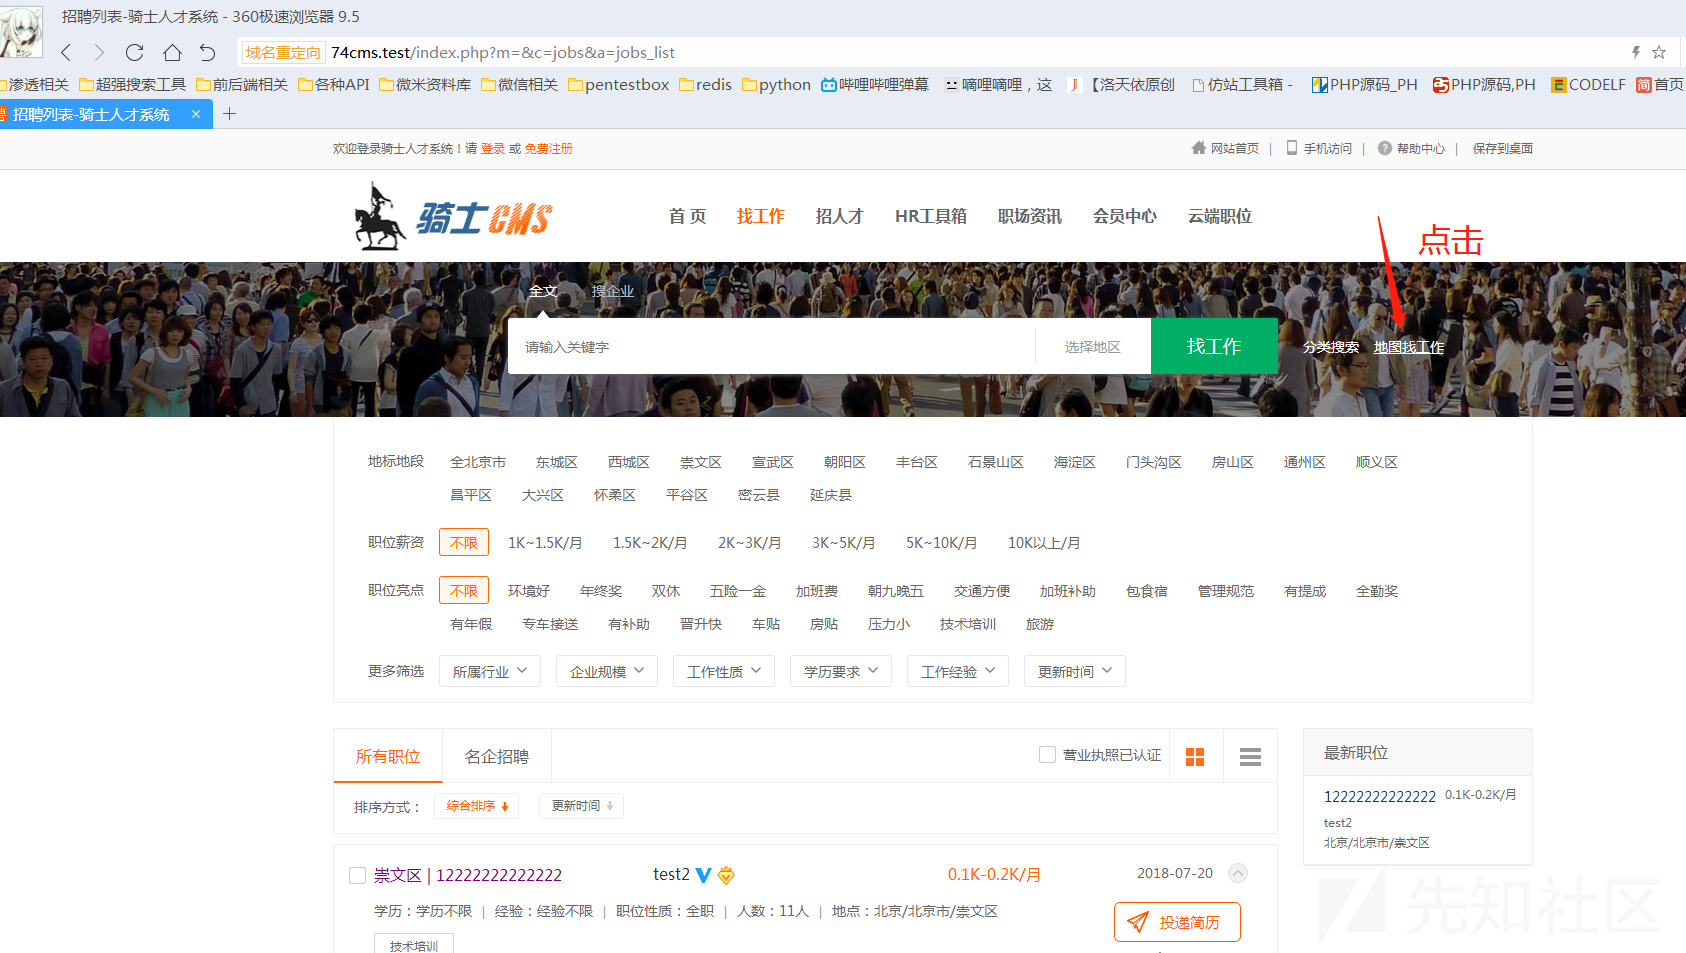 招聘列表-骑士人才系统 - 360极速浏览器 9.5
域名重定向 74cms.test/index.php?m=&c=jobs&a=jobs_list
渗透相关 超强搜索工具 前后端相关 各种API 微米资料库 微信相关 pentestbox redis python 哔哩哔哩弹幕 嘀哩嘀哩，这 【洛天依原创 仿站工具箱 - PHP源码_PH PHP源码,PH CODELF 简 首页
招聘列表-骑士人才系统 ×
欢迎登录骑士人才系统！请 登录 或 免费注册
网站首页 | 手机访问 | 帮助中心 | 保存到桌面
骑士CMS
首 页 找工作 招人才 HR工具箱 职场资讯 会员中心 云端职位
点击
全文 搜企业
请输入关键字 选择地区 找工作 分类搜索 地图找工作
地标地段 全北京市 东城区 西城区 崇文区 宣武区 朝阳区 丰台区 石景山区 海淀区 门头沟区 房山区 通州区 顺义区
昌平区 大兴区 怀柔区 平谷区 密云县 延庆县
职位薪资 不限 1K~1.5K/月 1.5K~2K/月 2K~3K/月 3K~5K/月 5K~10K/月 10K以上/月
职位亮点 不限 环境好 年终奖 双休 五险一金 加班费 朝九晚五 交通方便 加班补助 包食宿 管理规范 有提成 全勤奖
有年假 专车接送 有补助 晋升快 车贴 房贴 压力小 技术培训 旅游
更多筛选 所属行业 企业规模 工作性质 学历要求 工作经验 更新时间
所有职位 名企招聘 营业执照已认证
排序方式： 综合排序 更新时间
最新职位
12222222222222 0.1K-0.2K/月
test2
北京/北京市/崇文区
崇文区 | 12222222222222 test2 0.1K-0.2K/月 2018-07-20
学历：学历不限 | 经验：经验不限 | 职位性质：全职 | 人数：11人 | 地点：北京/北京市/崇文区
投递简历
技术培训
先知社区